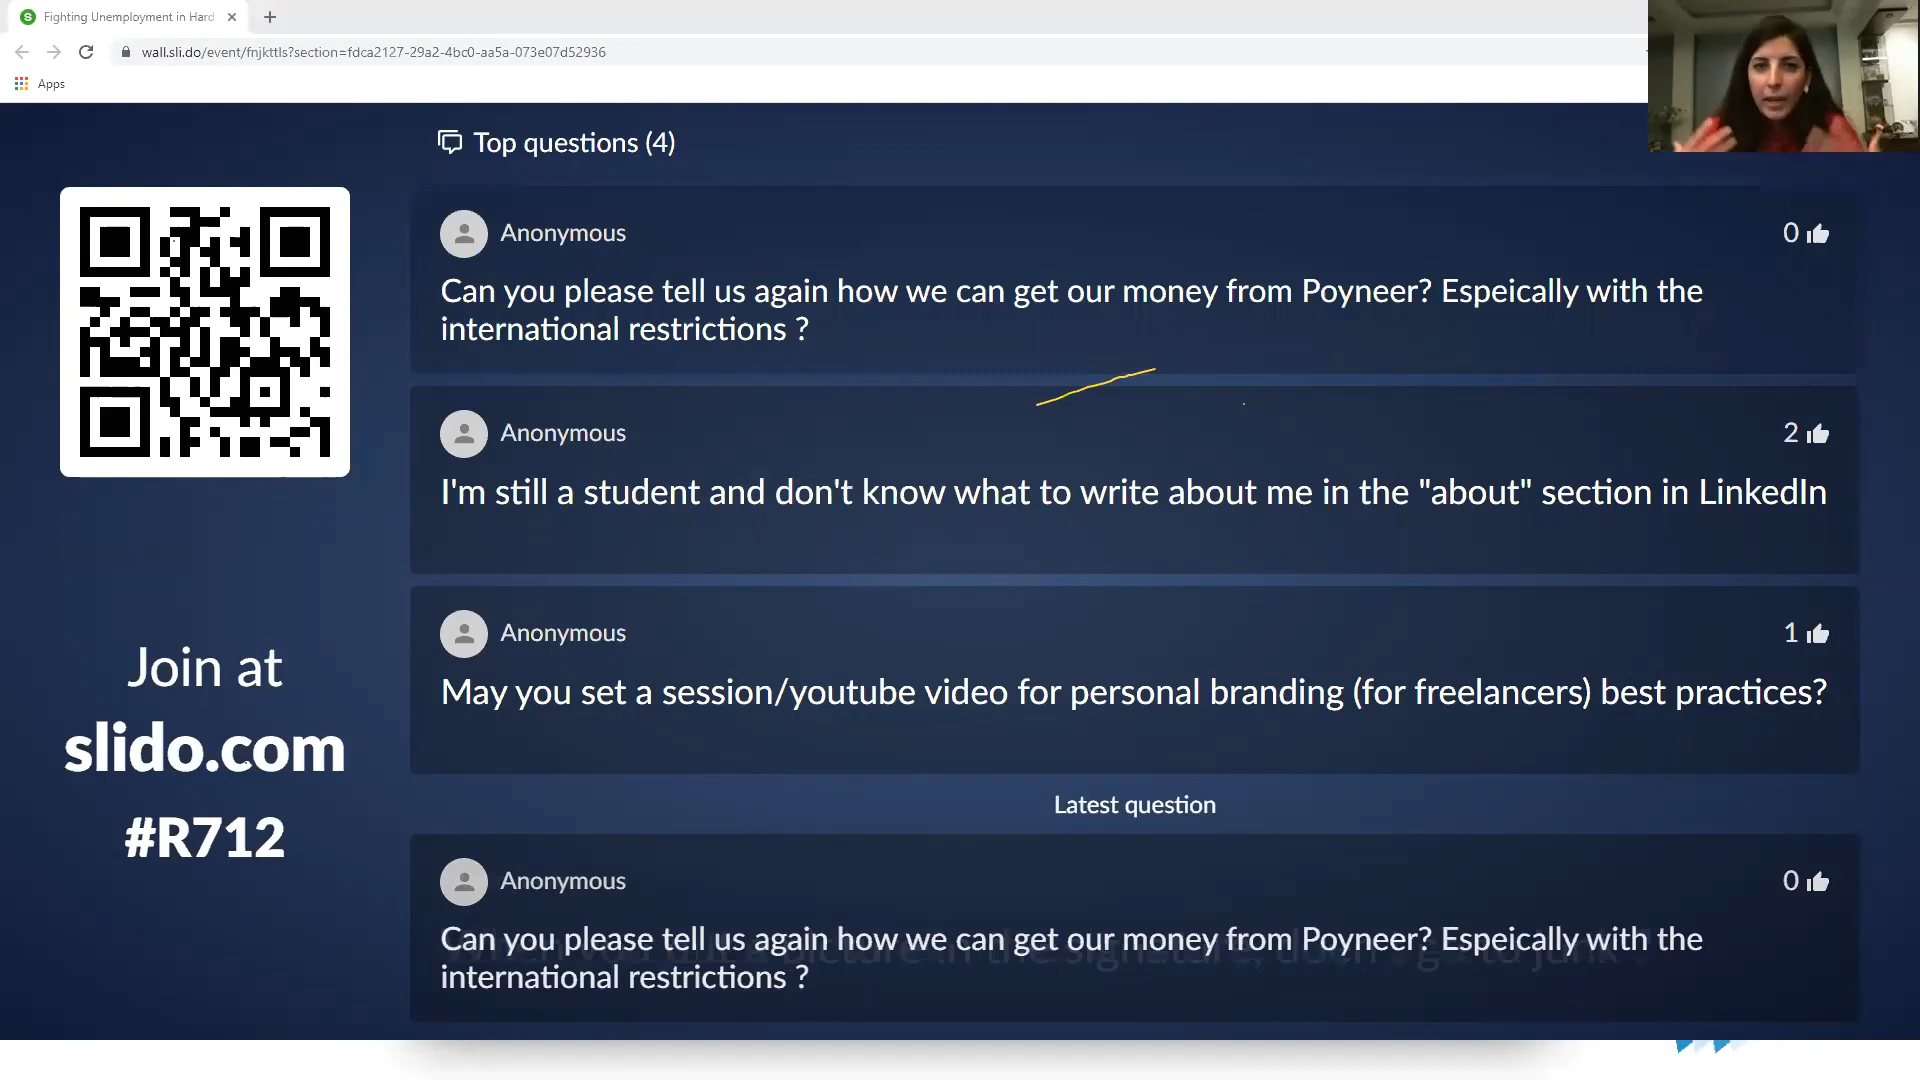 Fighting Unemployment in Hard
wall.sli.do/event/fnjkttls?section=fdca2127-29a2-4bc0-aa5a-073e07d52936
Apps
Top questions (4)
Anonymous
0
Can you please tell us again how we can get our money from Poyneer? Espeically with the
international restrictions ?
Anonymous
2
I'm still a student and don't know what to write about me in the "about" section in LinkedIn
Anonymous
1
May you set a session/youtube video for personal branding (for freelancers) best practices?
Latest question
Anonymous
0
Can you please tell us again how we can get our money from Poyneer? Espeically with the
international restrictions ?
Join at
slido.com
#R712